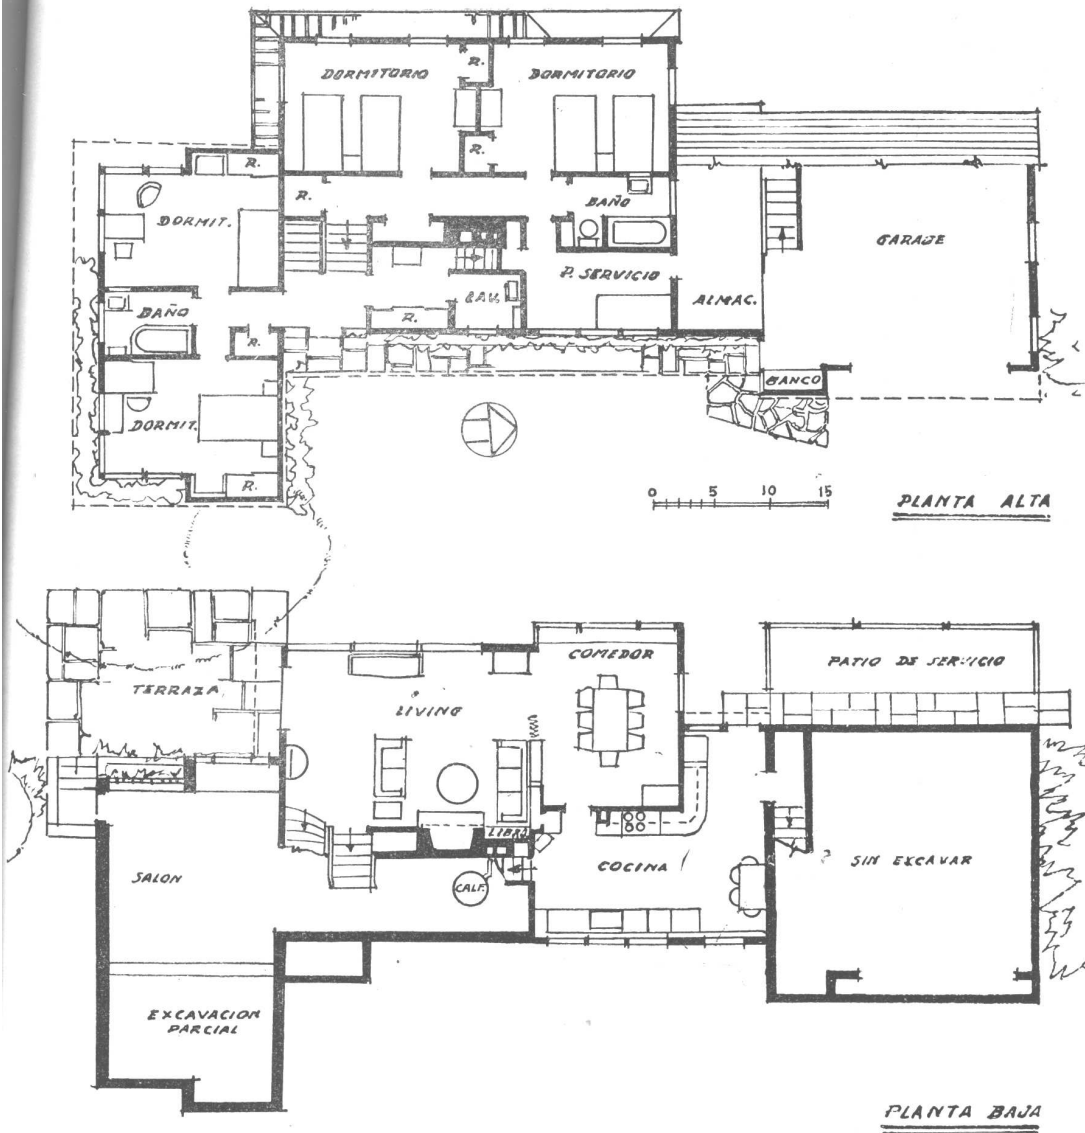 DORMITORIO
R.
DORMITORIO
R.
R.
R.
BAÑO
DORMIT.
GARAGE
P. SERVICIO
LAV.
ALMAC.
BAÑO
R.
R.
BANCO
DORMIT.
R.
0 5 10 15
PLANTA ALTA
COMEDOR
PATIO DE SERVICIO
TERRAZA
LIVING
LIBR.
SALON
CALF.
COCINA
SIN EXCAVAR
EXCAVACION
PARCIAL
PLANTA BAJA